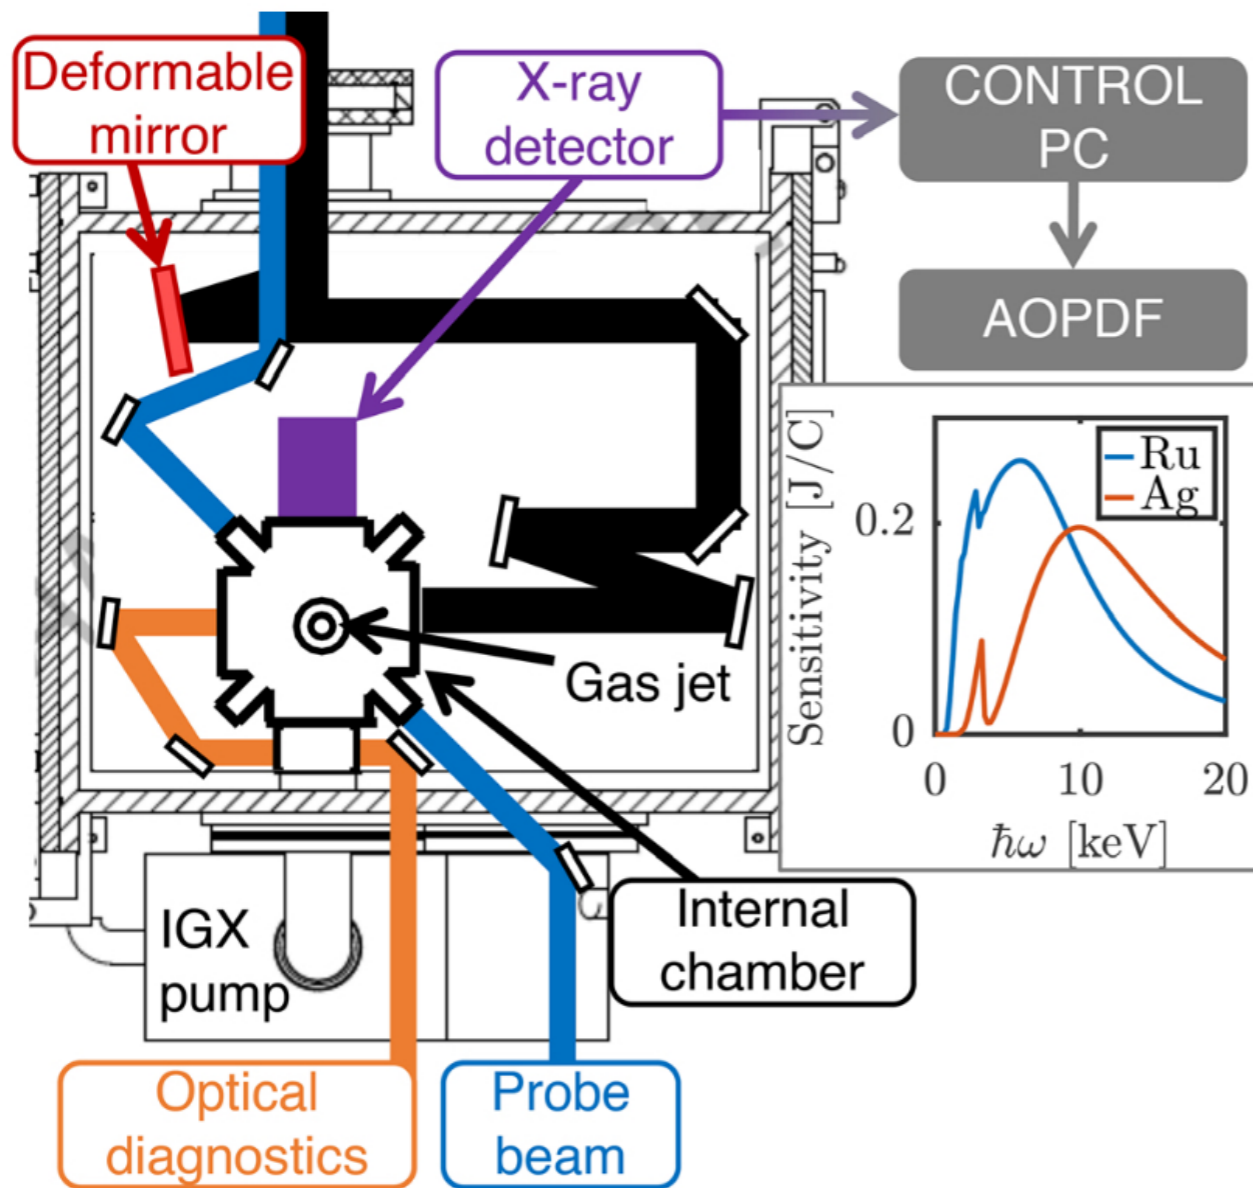 Deformable
mirror
X-ray
detector
CONTROL
PC
AOPDF
Sensitivity [J/C]
0.2
0
Ru
Ag
0
10
20
ħω [keV]
Gas jet
Internal
chamber
IGX
pump
Optical
diagnostics
Probe
beam